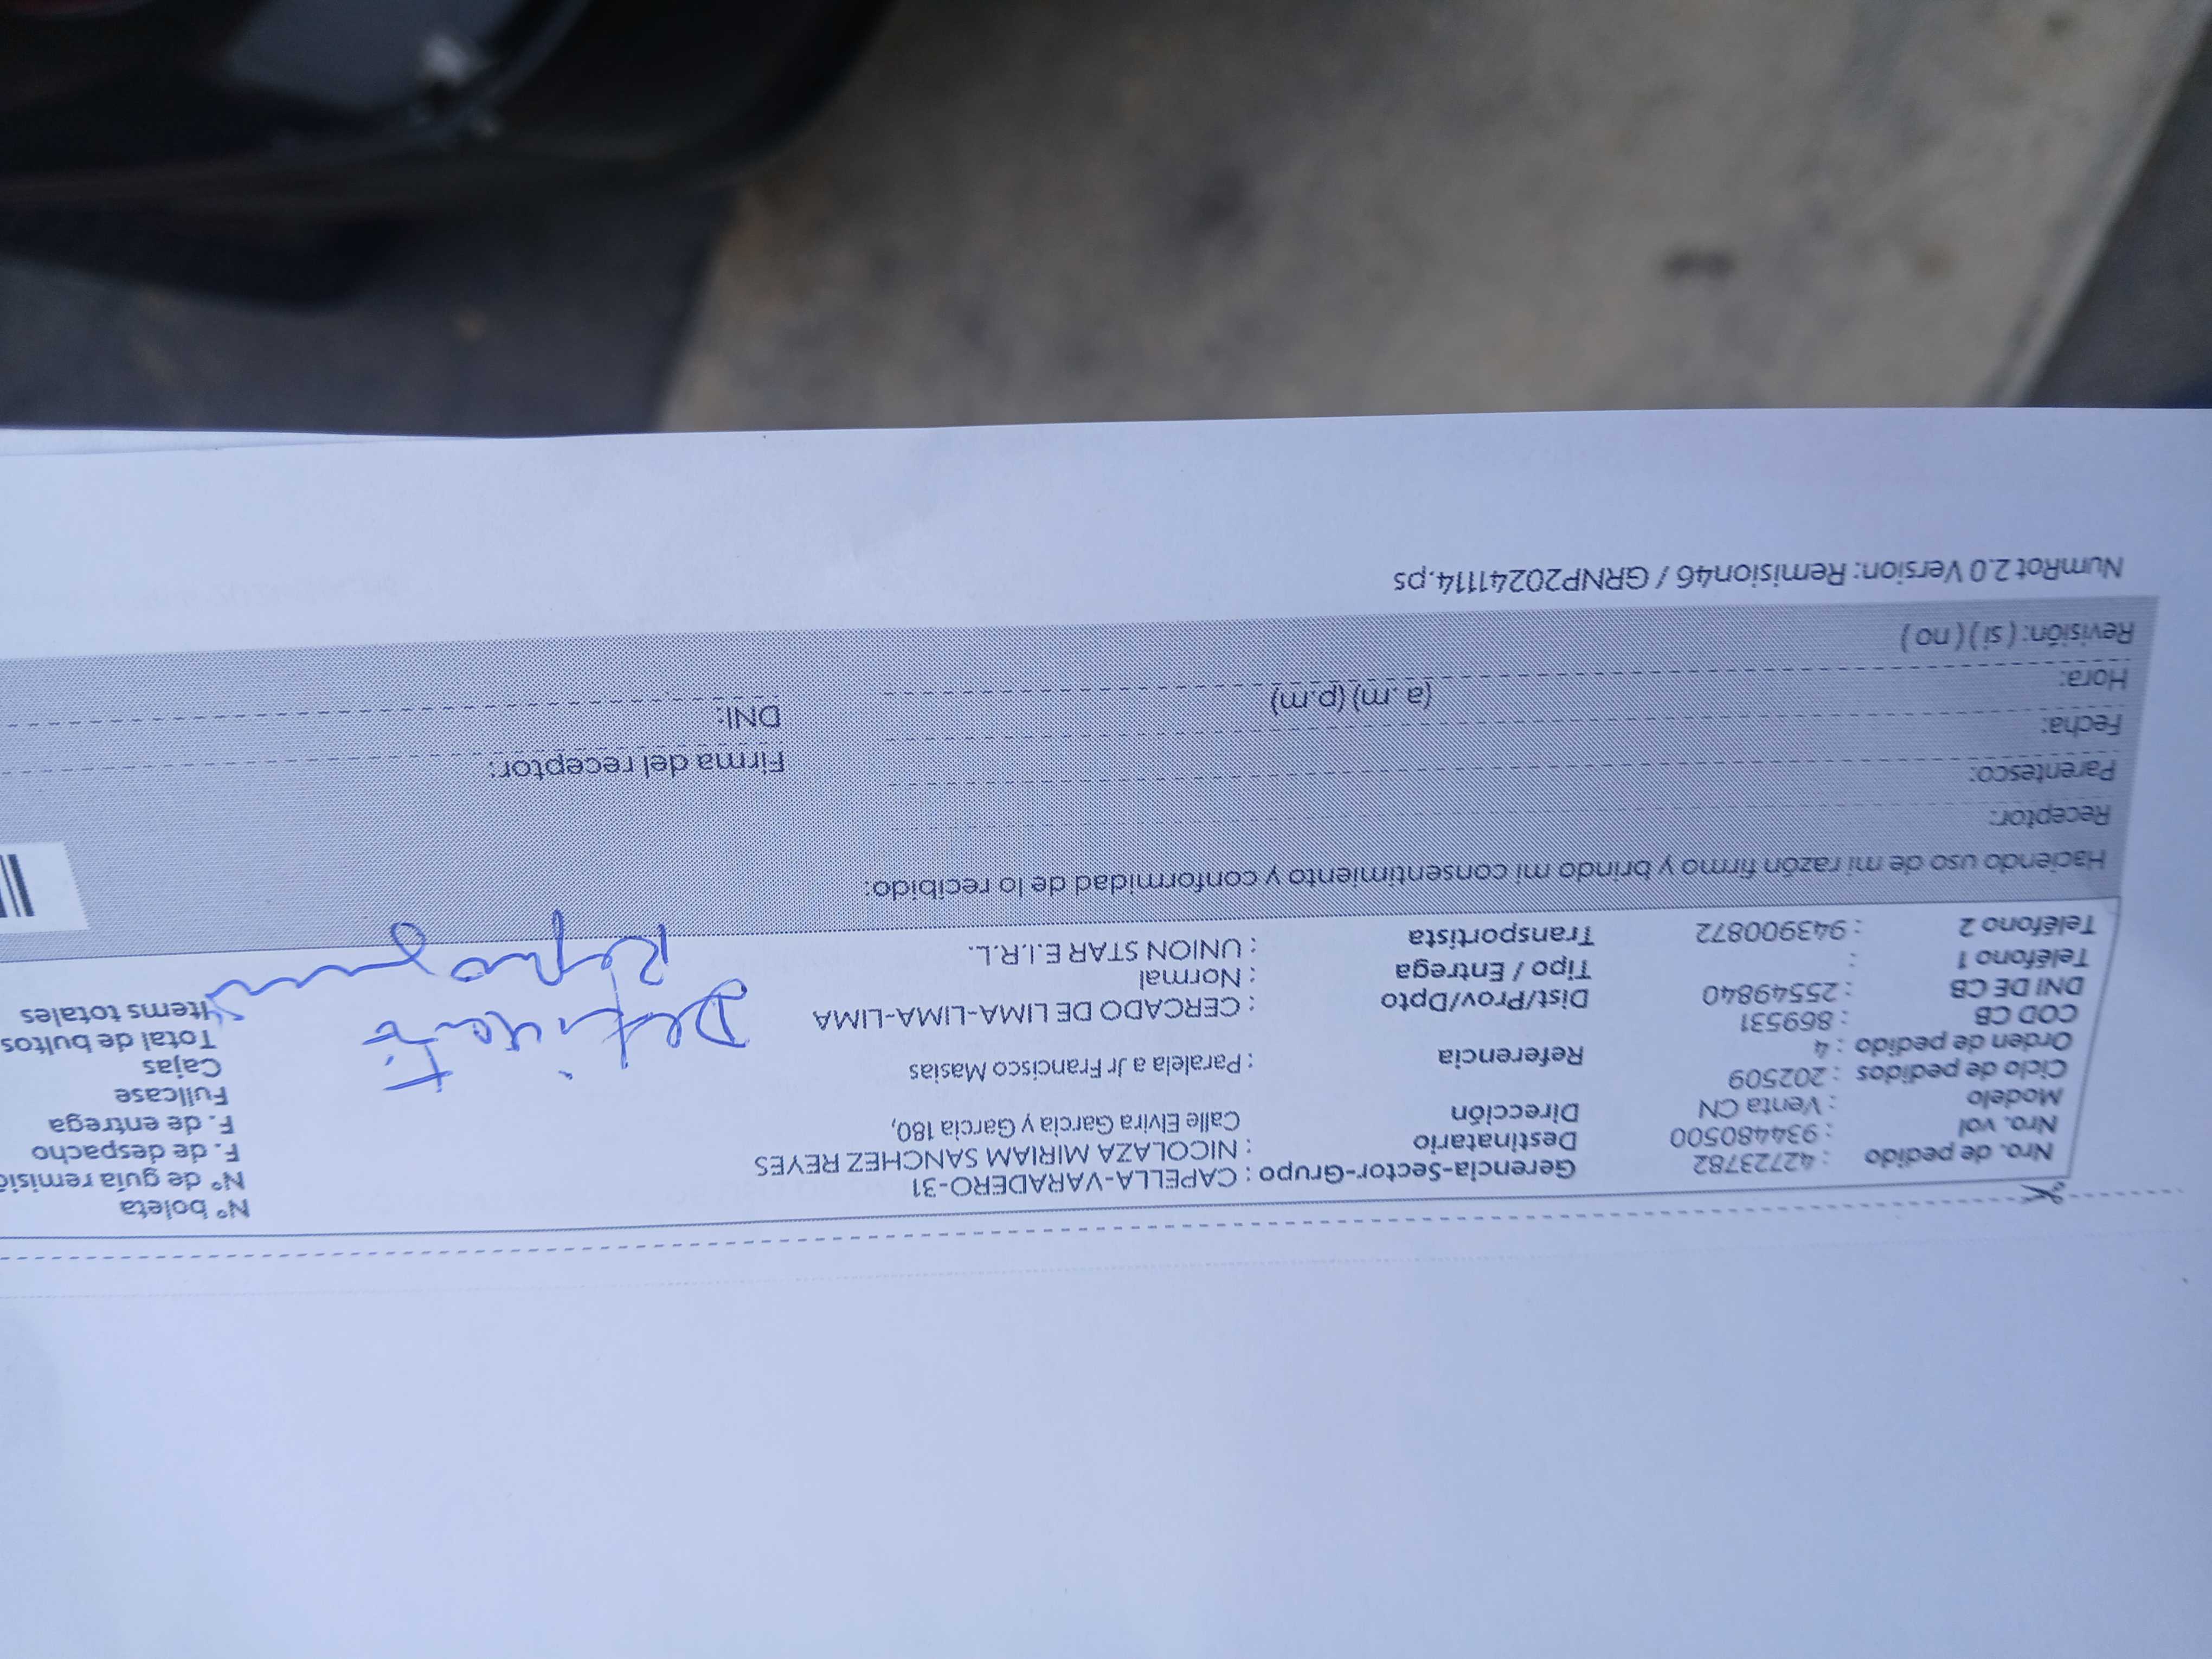 Nro. de pedido : 42723782
Nro. vol : 934480500
Modelo : Venta CN
Ciclo de pedidos : 202509
Orden de pedido : 4
COD CB : 869531
DNI DE CB : 25549840
Teléfono 1 :
Teléfono 2 : 943900872
Gerencia-Sector-Grupo : CAPELLA-VARADERO-31
Destinatario : NICOLAZA MIRIAM SANCHEZ REYES
Dirección Calle Elvira Garcia y Garcia 180,
Referencia : Paralela a Jr Francisco Masias
Dist/Prov/Dpto : CERCADO DE LIMA-LIMA-LIMA
Tipo / Entrega : Normal
Transportista : UNION STAR E.I.R.L.
N° boleta
N° de guía remisi
F. de despacho
F. de entrega
Fullcase
Cajas
Total de bultos
Items totales
Haciendo uso de mi razón firmo y brindo mi consentimiento y conformidad de lo recibido:
Receptor:
Parentesco:
Fecha:
Hora: (a. m) (p.m)
Revisión: ( si ) ( no )
Firma del receptor:
DNI:
NumRot 2.0 Version: Remision46 / GRNP20241114.ps